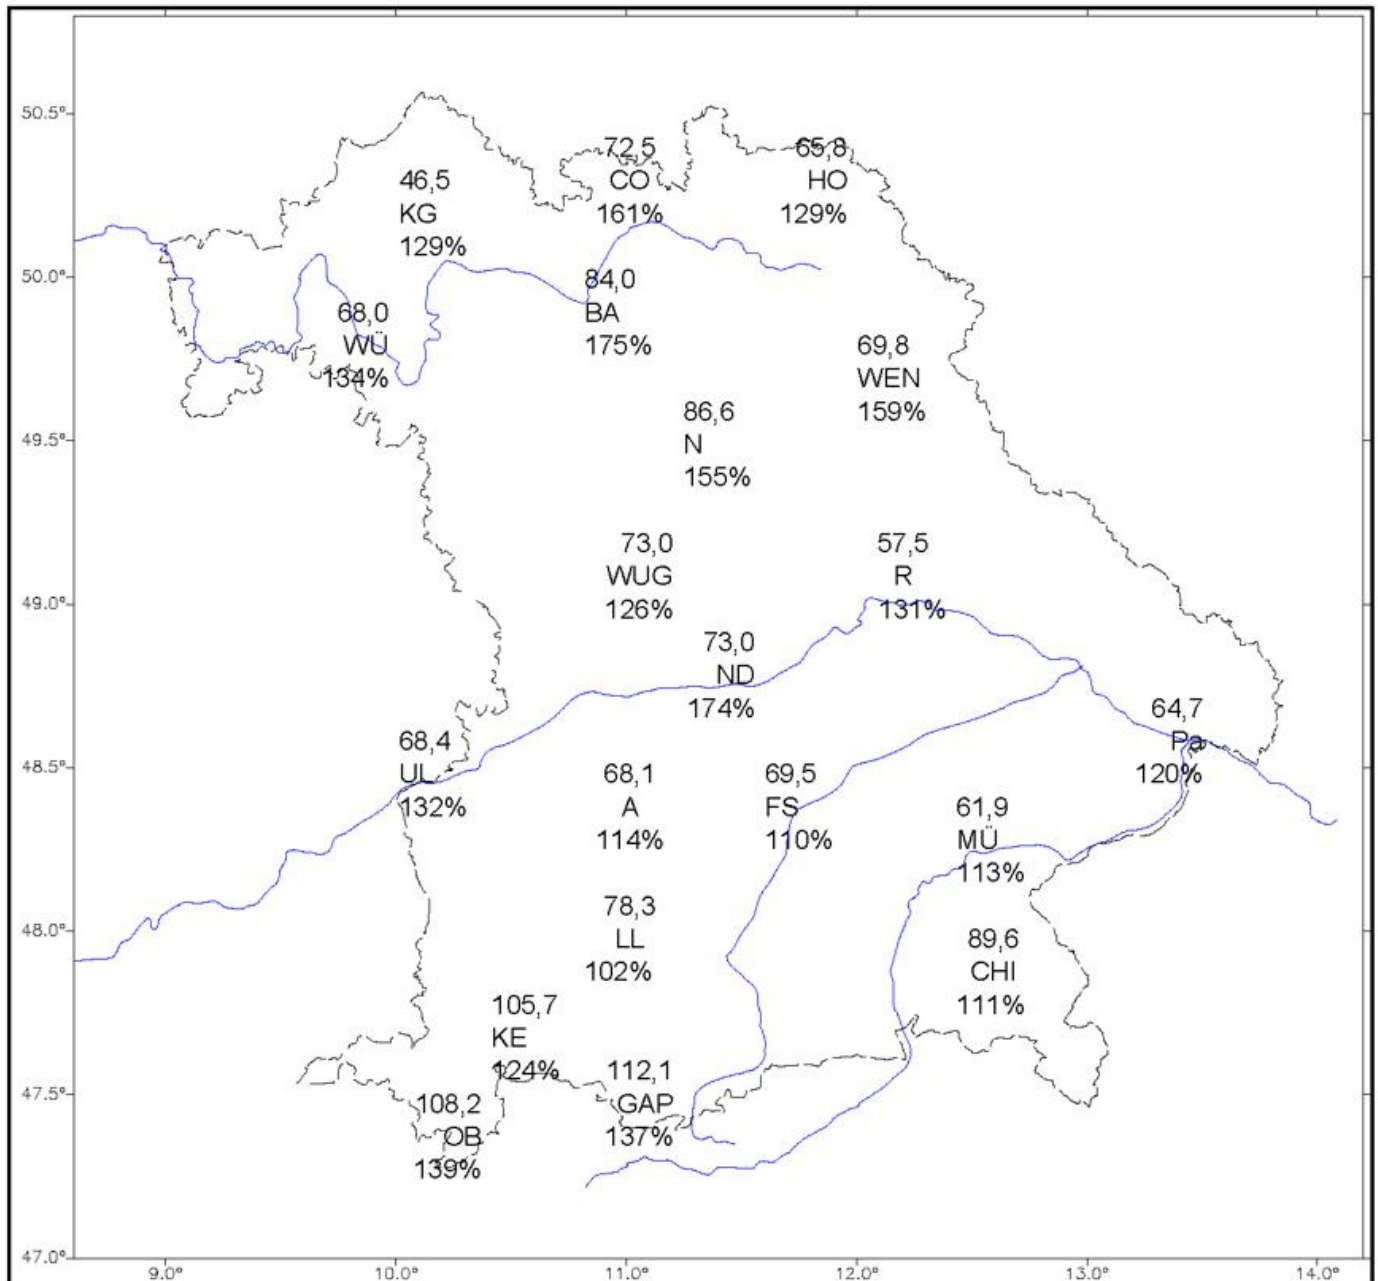 50.5°
72,5
CO
161%
65,8
HO
129%
46,5
KG
129%
50.0°
84,0
BA
175%
68,0
WÜ
134%
69,8
WEN
159%
49.5°
86,6
N
155%
73,0
WUG
126%
57,5
R
131%
49.0°
73,0
ND
174%
64,7
Pa
120%
68,4
UL
132%
48.5°
68,1
A
114%
69,5
FS
110%
61,9
MÜ
113%
78,3
LL
102%
48.0°
89,6
CHI
111%
105,7
KE
124%
112,1
GAP
137%
47.5°
108,2
OB
139%
47.0°
9.0°
10.0°
11.0°
12.0°
13.0°
14.0°